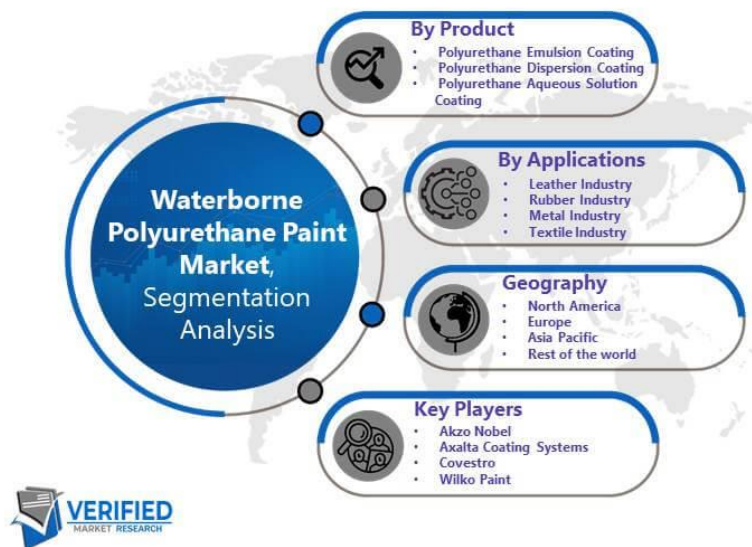 By Product
• Polyurethane Emulsion Coating
• Polyurethane Dispersion Coating
• Polyurethane Aqueous Solution
Coating
Waterborne
Polyurethane Paint
Market,
Segmentation
Analysis
By Applications
• Leather Industry
• Rubber Industry
• Metal Industry
• Textile Industry
Geography
• North America
• Europe
• Asia Pacific
• Rest of the world
Key Players
• Akzo Nobel
• Axalta Coating Systems
• Covestro
• Wilko Paint
VERIFIED
MARKET RESEARCH